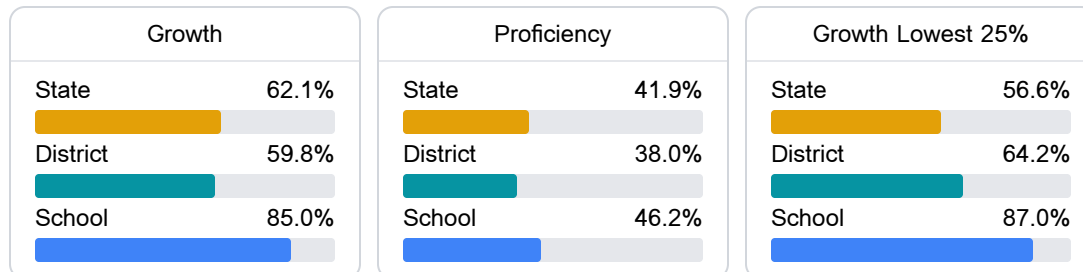 Growth
State 62.1%
District 59.8%
School 85.0%
Proficiency
State 41.9%
District 38.0%
School 46.2%
Growth Lowest 25%
State 56.6%
District 64.2%
School 87.0%